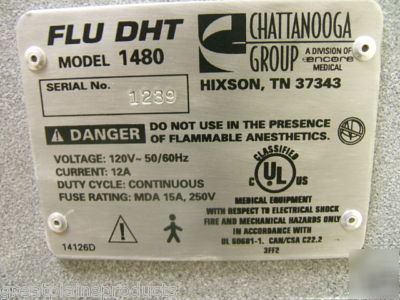 FLU DHT
MODEL 1480
SERIAL No.
1239
CHATTANOOGA
GROUP
A DIVISION OF
encore
MEDICAL
HIXSON, TN 37343
DANGER
DO NOT USE IN THE PRESENCE
OF FLAMMABLE ANESTHETICS.
VOLTAGE: 120V~ 50/60Hz
CURRENT: 12A
DUTY CYCLE: CONTINUOUS
FUSE RATING: MDA 15A, 250V
14126D
CLASSIFIED
C UL US
MEDICAL EQUIPMENT
WITH RESPECT TO ELECTRICAL SHOCK
FIRE AND MECHANICAL HAZARDS ONLY
IN ACCORDANCE WITH
UL 60601-1. CAN/CSA C22.2
3FF2
greatplainsproducts